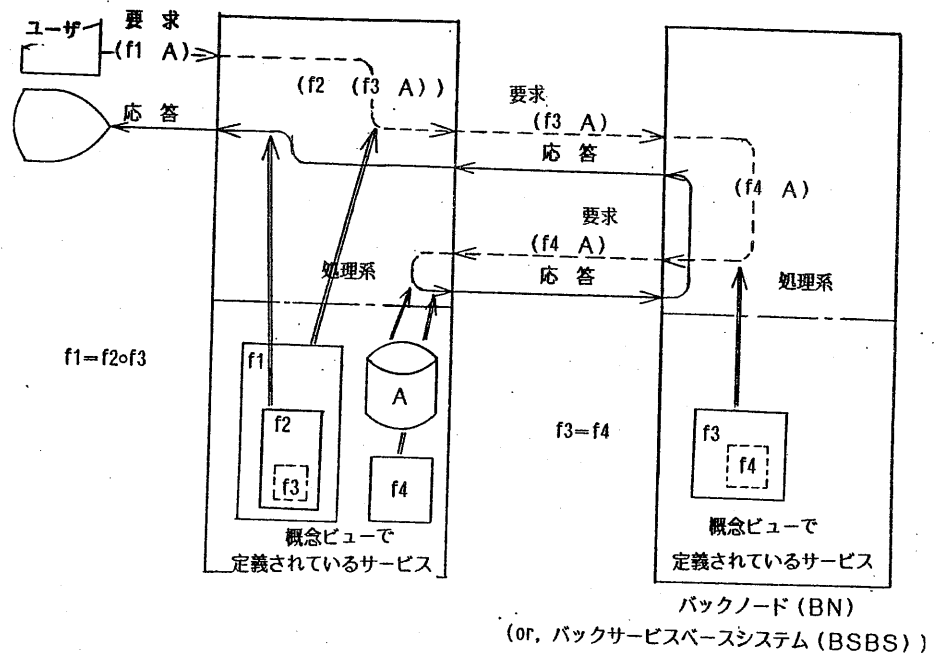 ユーザ
要 求
(f1 A)
応 答
(f2 (f3 A))
要求
(f3 A)
応 答
(f4 A)
要求
(f4 A)
応 答
処理系
処理系
f1=f2○f3
f1
f2
f3
A
f4
f3=f4
f3
f4
概念ビューで
定義されているサービス
概念ビューで
定義されているサービス
バックノード(BN)
(or, バックサービスベースシステム(BSBS))